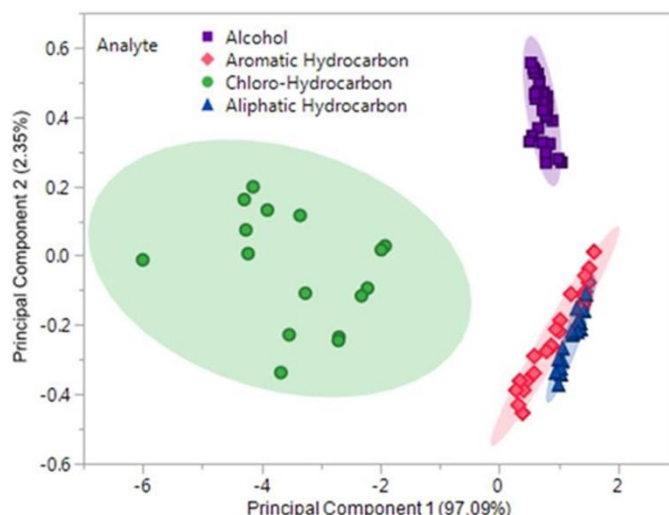 Analyte
Alcohol
Aromatic Hydrocarbon
Chloro-Hydrocarbon
Aliphatic Hydrocarbon
Principal Component 2 (2.35%)
0.6
0.4
0.2
0.0
-0.2
-0.4
-0.6
-6
-4
-2
0
2
Principal Component 1 (97.09%)